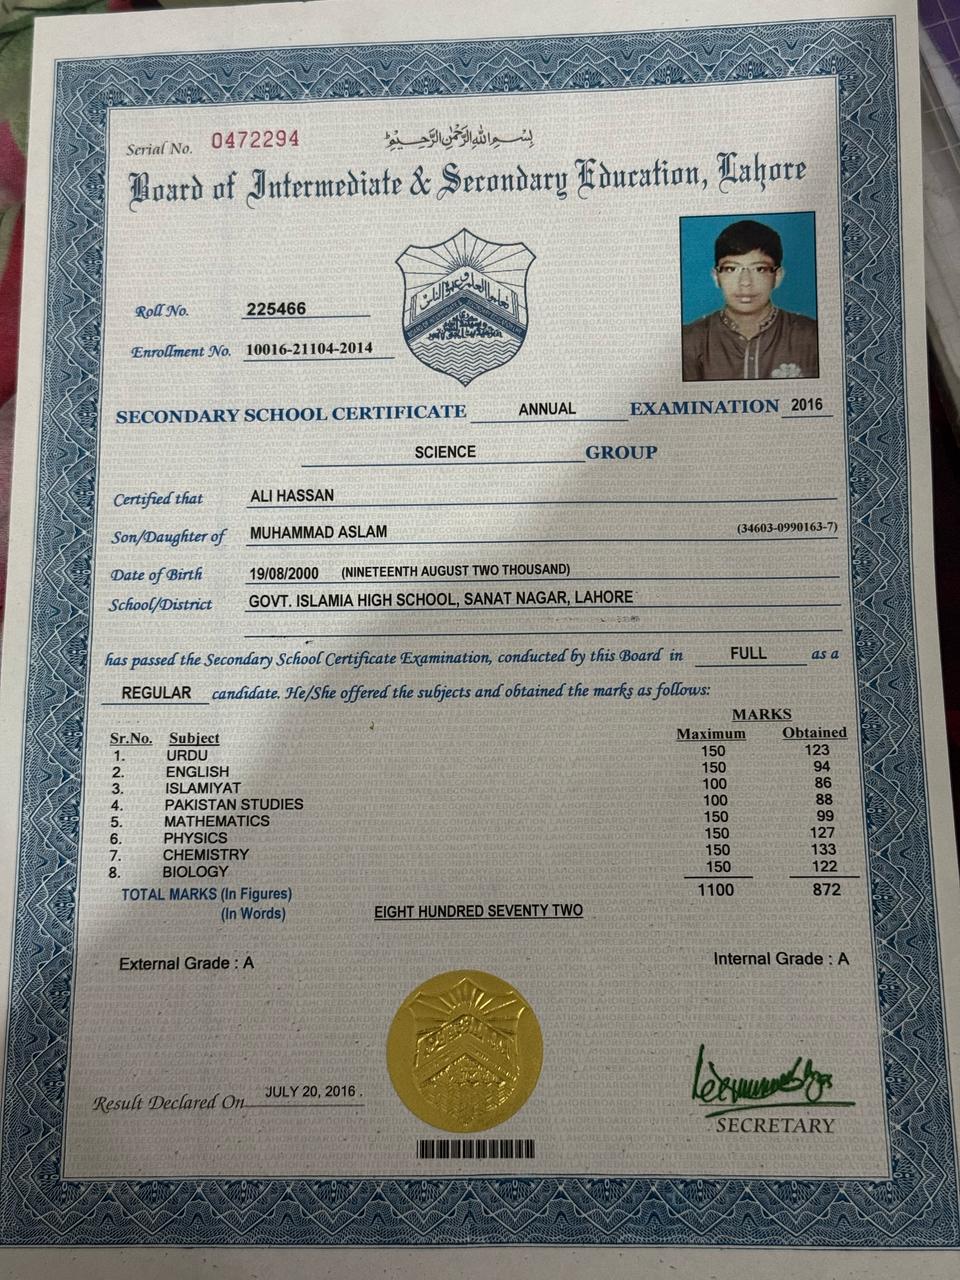 Serial No. 0472294
بسم الله الرحمن الرحيم
Board of Intermediate & Secondary Education, Lahore
Roll No. 225466
Enrollment No. 10016-21104-2014
SECONDARY SCHOOL CERTIFICATE ANNUAL EXAMINATION 2016
SCIENCE GROUP
Certified that ALI HASSAN
Son/Daughter of MUHAMMAD ASLAM (34603-0990163-7)
Date of Birth 19/08/2000 (NINETEENTH AUGUST TWO THOUSAND)
School/District GOVT. ISLAMIA HIGH SCHOOL, SANAT NAGAR, LAHORE
has passed the Secondary School Certificate Examination, conducted by this Board in FULL as a
REGULAR candidate. He/She offered the subjects and obtained the marks as follows:
MARKS
Sr.No. Subject Maximum Obtained
1. URDU 150 123
2. ENGLISH 150 94
3. ISLAMIYAT 100 86
4. PAKISTAN STUDIES 100 88
5. MATHEMATICS 150 99
6. PHYSICS 150 127
7. CHEMISTRY 150 133
8. BIOLOGY 150 122
TOTAL MARKS (In Figures) 1100 872
(In Words) EIGHT HUNDRED SEVENTY TWO
External Grade : A Internal Grade : A
Result Declared On JULY 20, 2016 .
SECRETARY